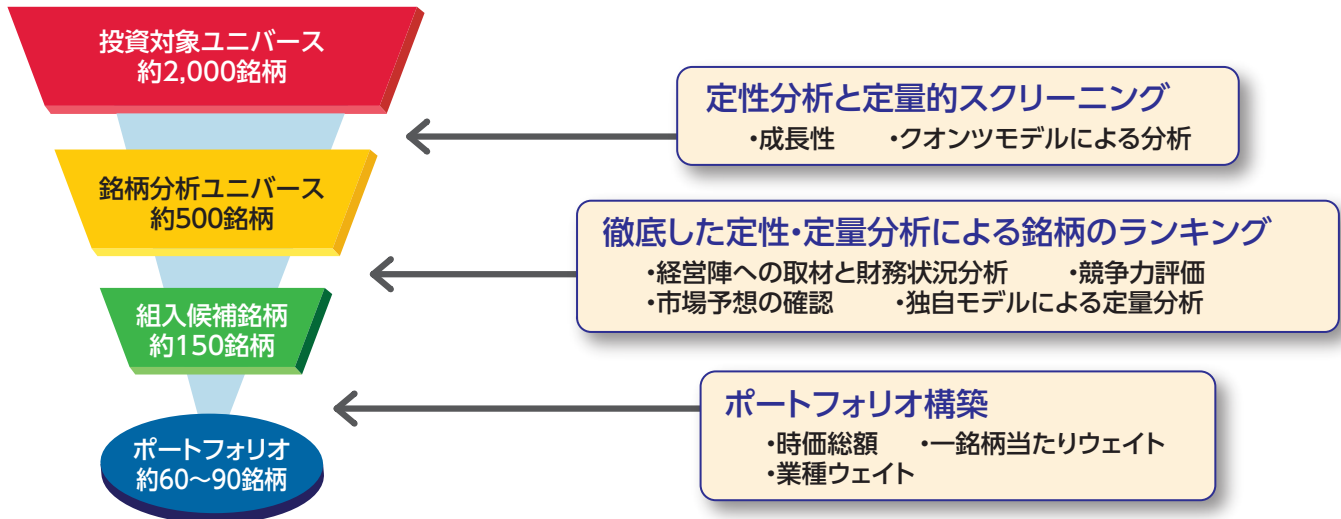 投資対象ユニバース
約2,000銘柄
定性分析と定量的スクリーニング
・成長性 ・クオンツモデルによる分析
銘柄分析ユニバース
約500銘柄
徹底した定性・定量分析による銘柄のランキング
・経営陣への取材と財務状況分析 ・競争力評価
・市場予想の確認 ・独自モデルによる定量分析
組入候補銘柄
約150銘柄
ポートフォリオ構築
・時価総額 ・一銘柄当たりウェイト
・業種ウェイト
ポートフォリオ
約60～90銘柄